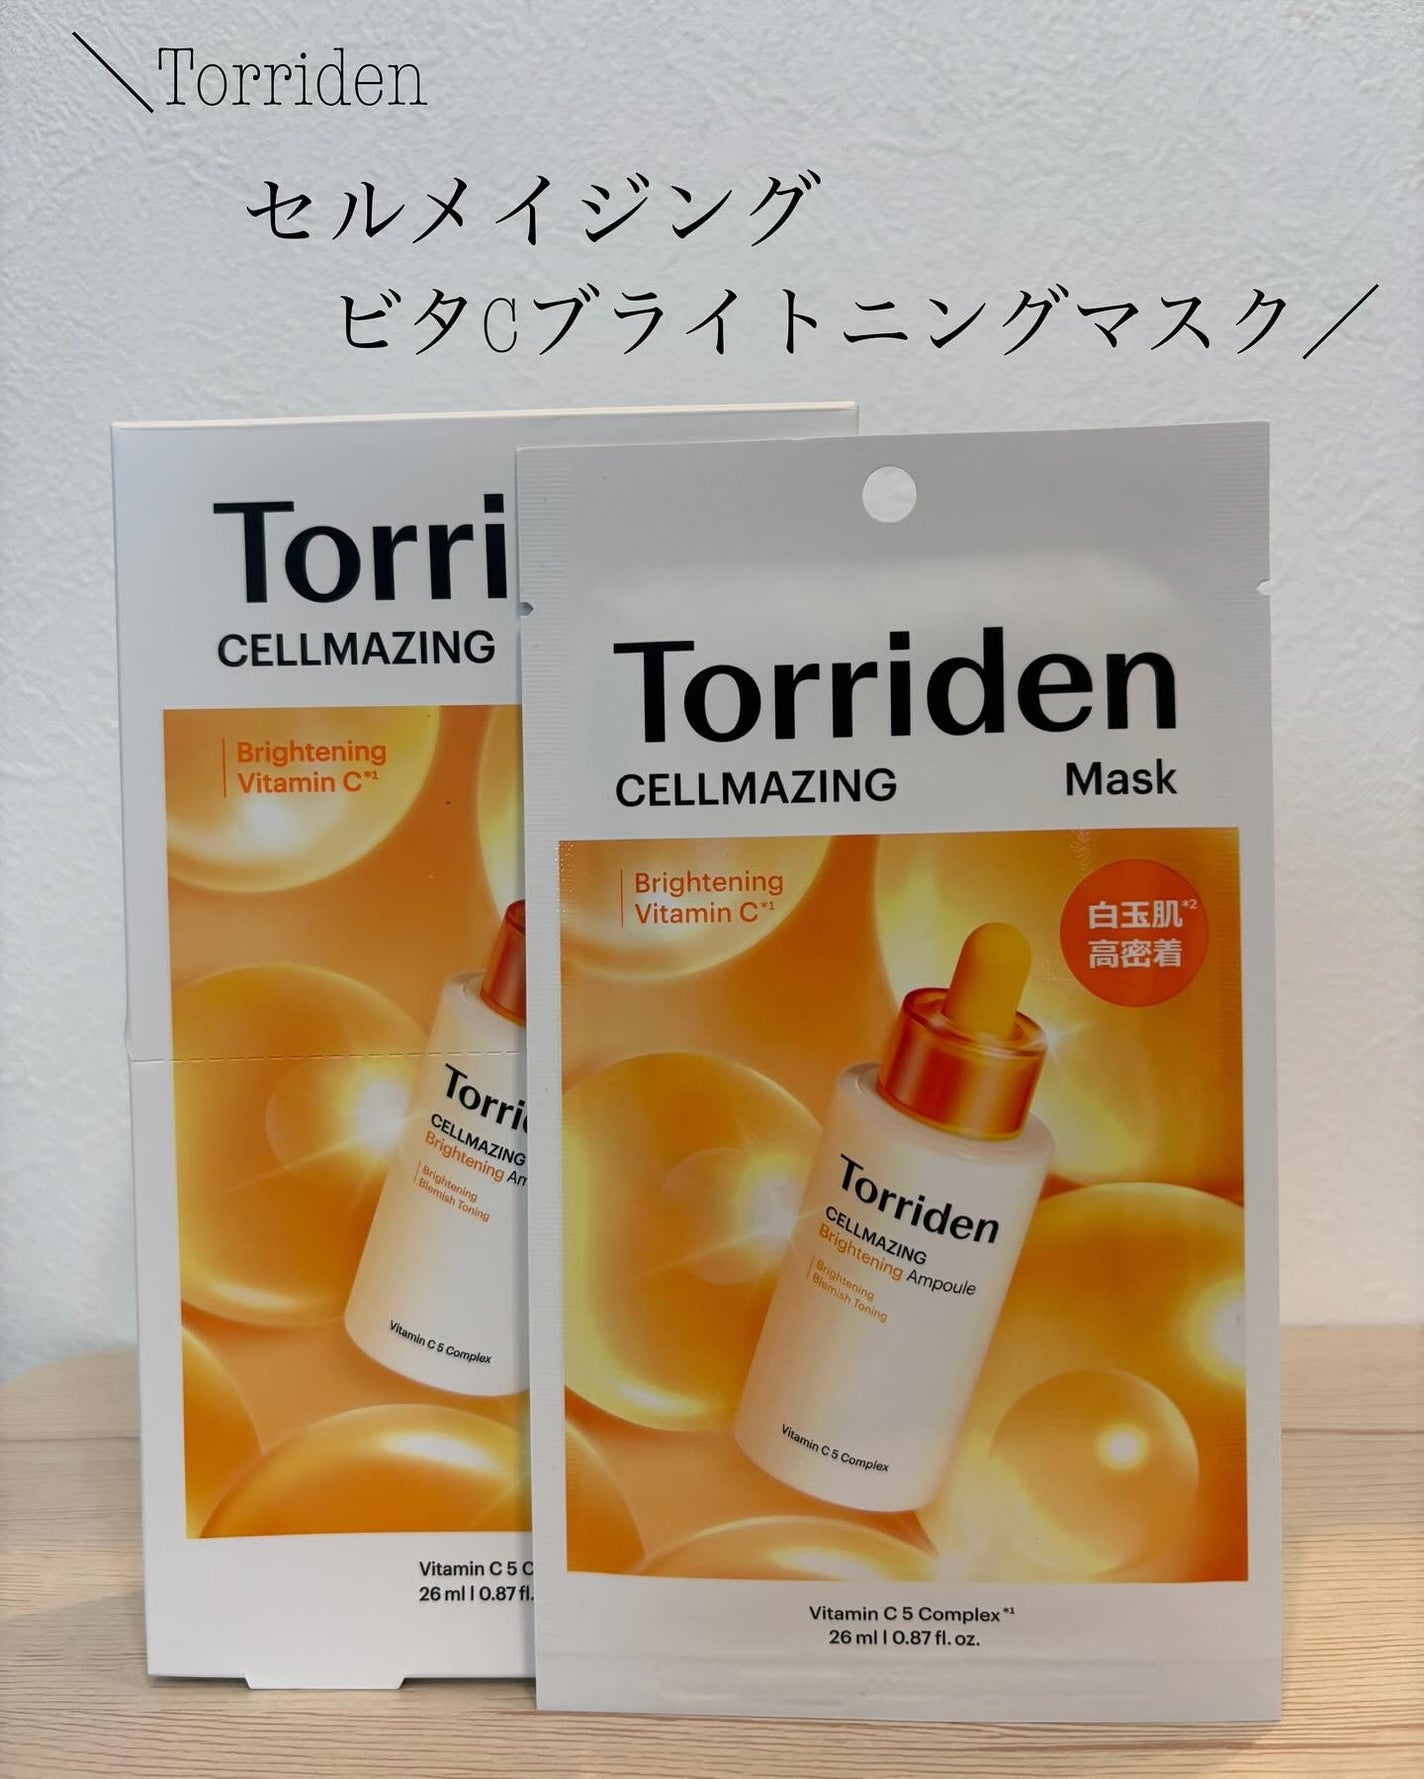 ＼Torriden
セルメイジング
ビタCブライトニングマスク／
Torri
CELLMAZING
Brightening
Vitamin C*1
Torri
CELLMAZING
Brightening Am
Brightening
Blemish Toning
Vitamin C 5 Complex
Vitamin C 5 C
26 ml | 0.87 fl.
Torriden
CELLMAZING Mask
Brightening
Vitamin C*1
白玉肌*2
高密着
Torriden
CELLMAZING
Brightening Ampoule
Brightening
Blemish Toning
Vitamin C 5 Complex
Vitamin C 5 Complex*1
26 ml | 0.87 fl. oz.